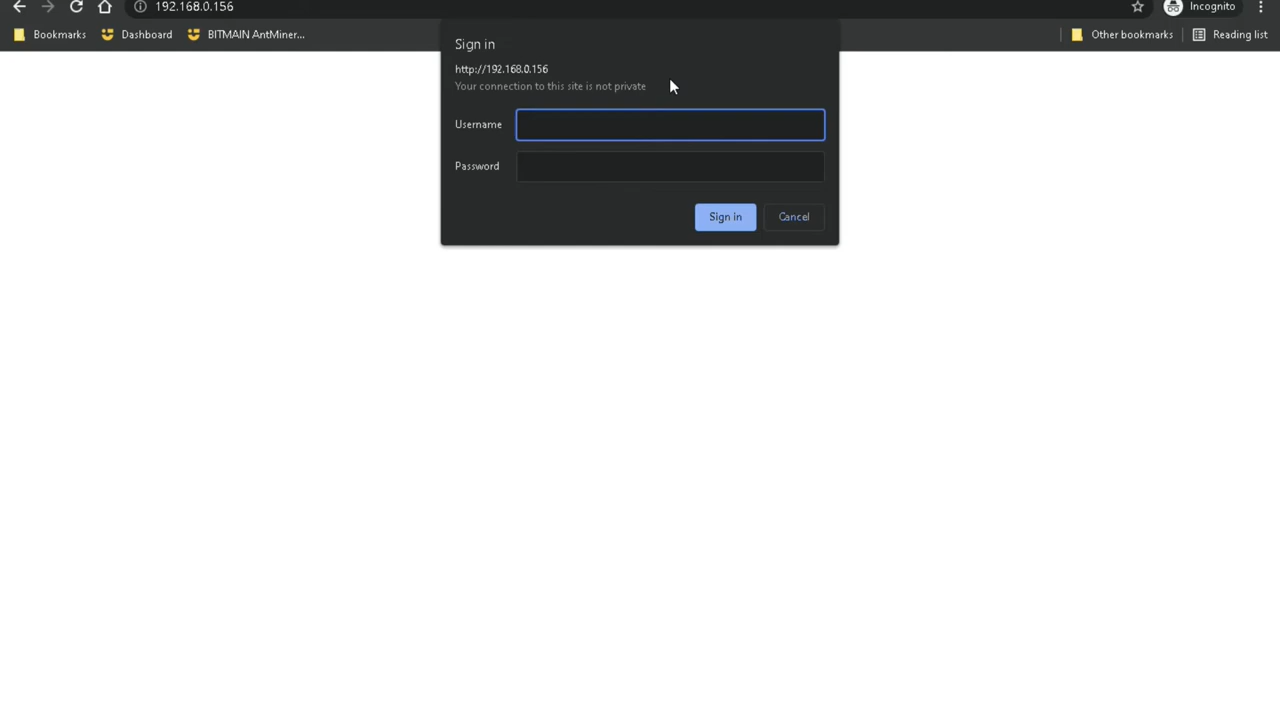 192.168.0.156
Incognito
Bookmarks Dashboard BITMAIN AntMiner... Other bookmarks Reading list
Sign in
http://192.168.0.156
Your connection to this site is not private
Username
Password
Sign in Cancel